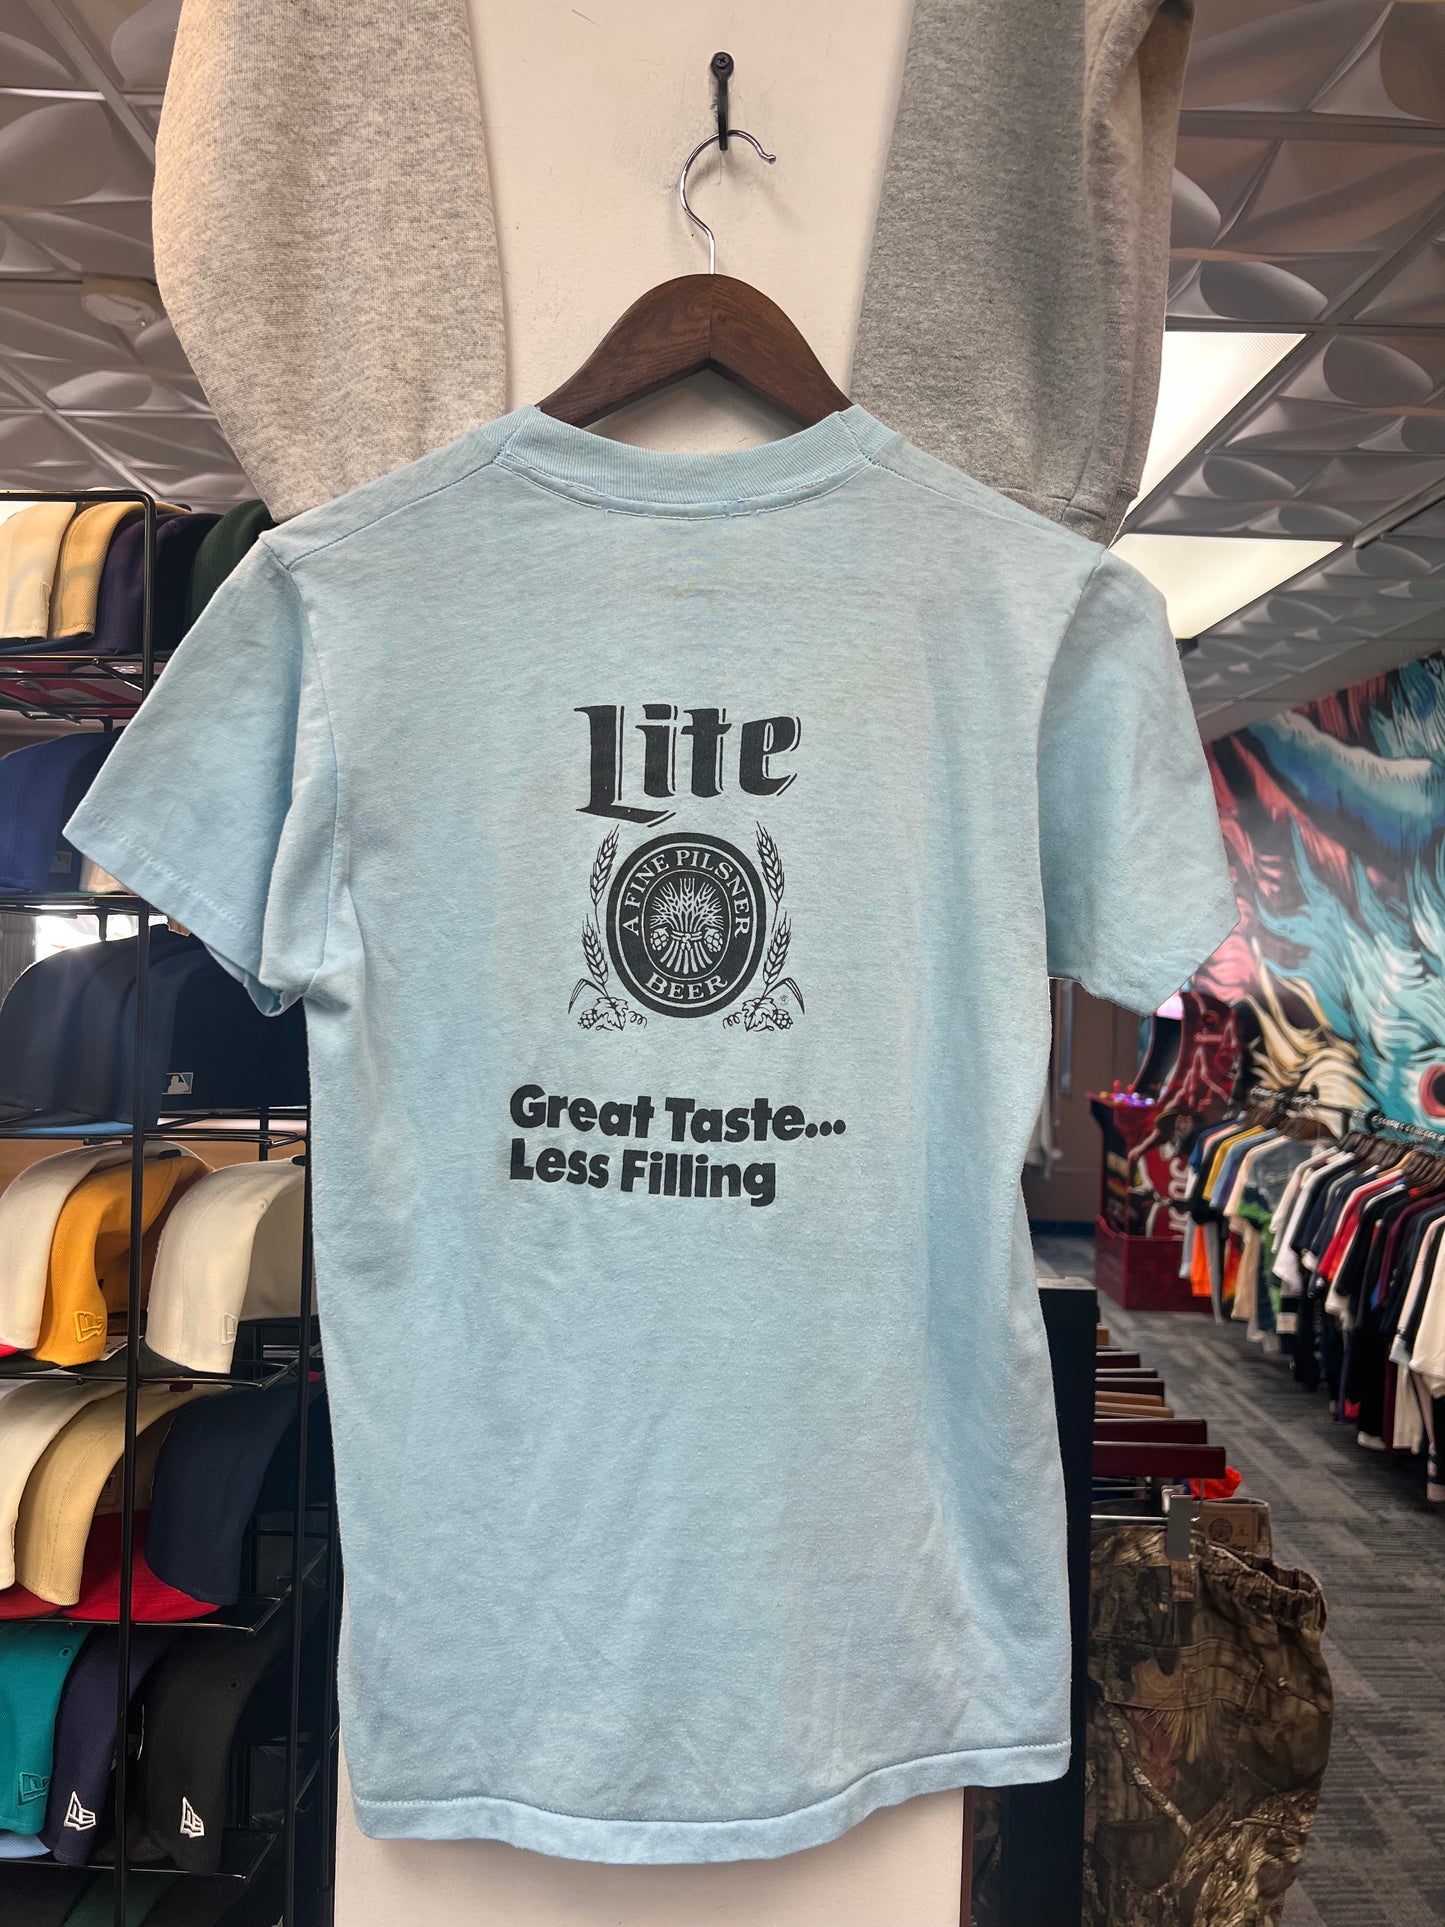 Lite
A FINE PILSNER
BEER
®
Great Taste...
Less Filling